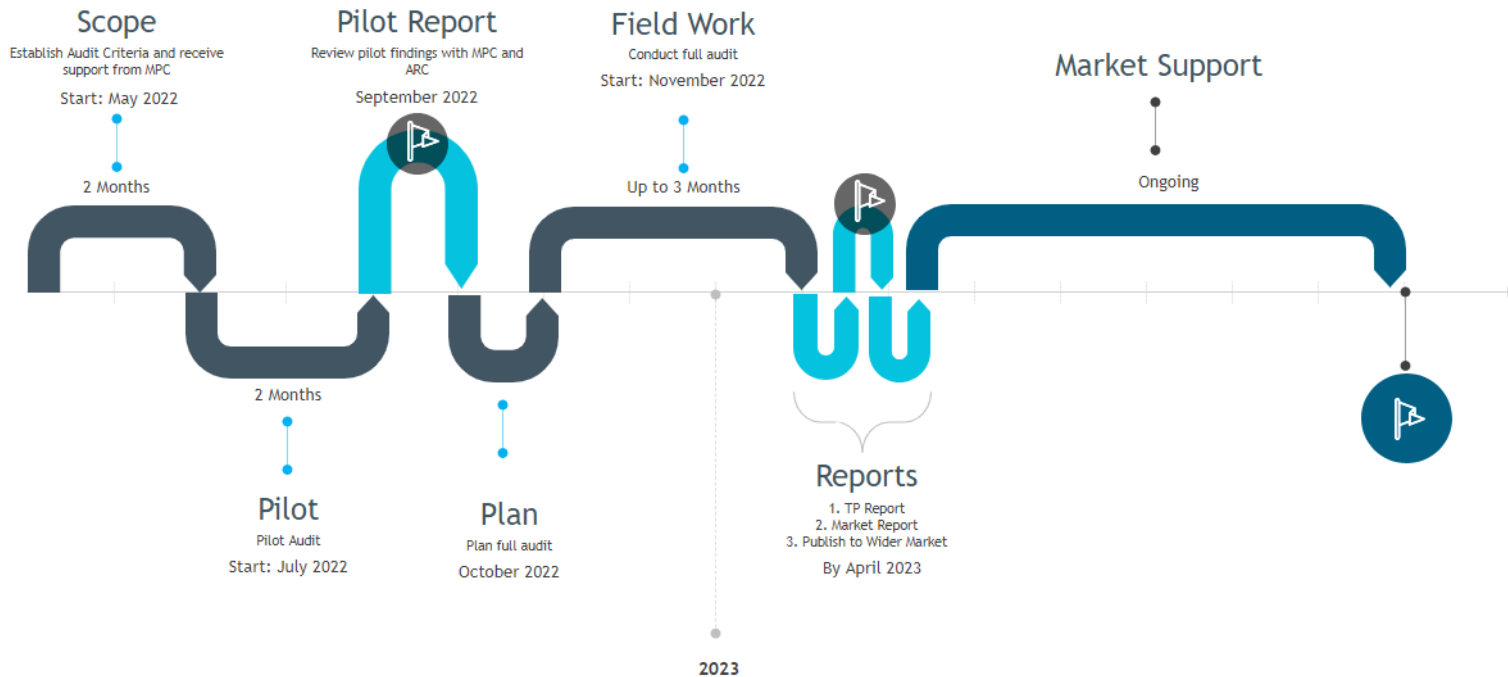 Scope
Establish Audit Criteria and receive
support from MPC
Start: May 2022
2 Months
Pilot Report
Review pilot findings with MPC and
ARC
September 2022
Field Work
Conduct full audit
Start: November 2022
Up to 3 Months
Market Support
Ongoing
2 Months
Pilot
Pilot Audit
Start: July 2022
Plan
Plan full audit
October 2022
Reports
1. TP Report
2. Market Report
3. Publish to Wider Market
By April 2023
2023